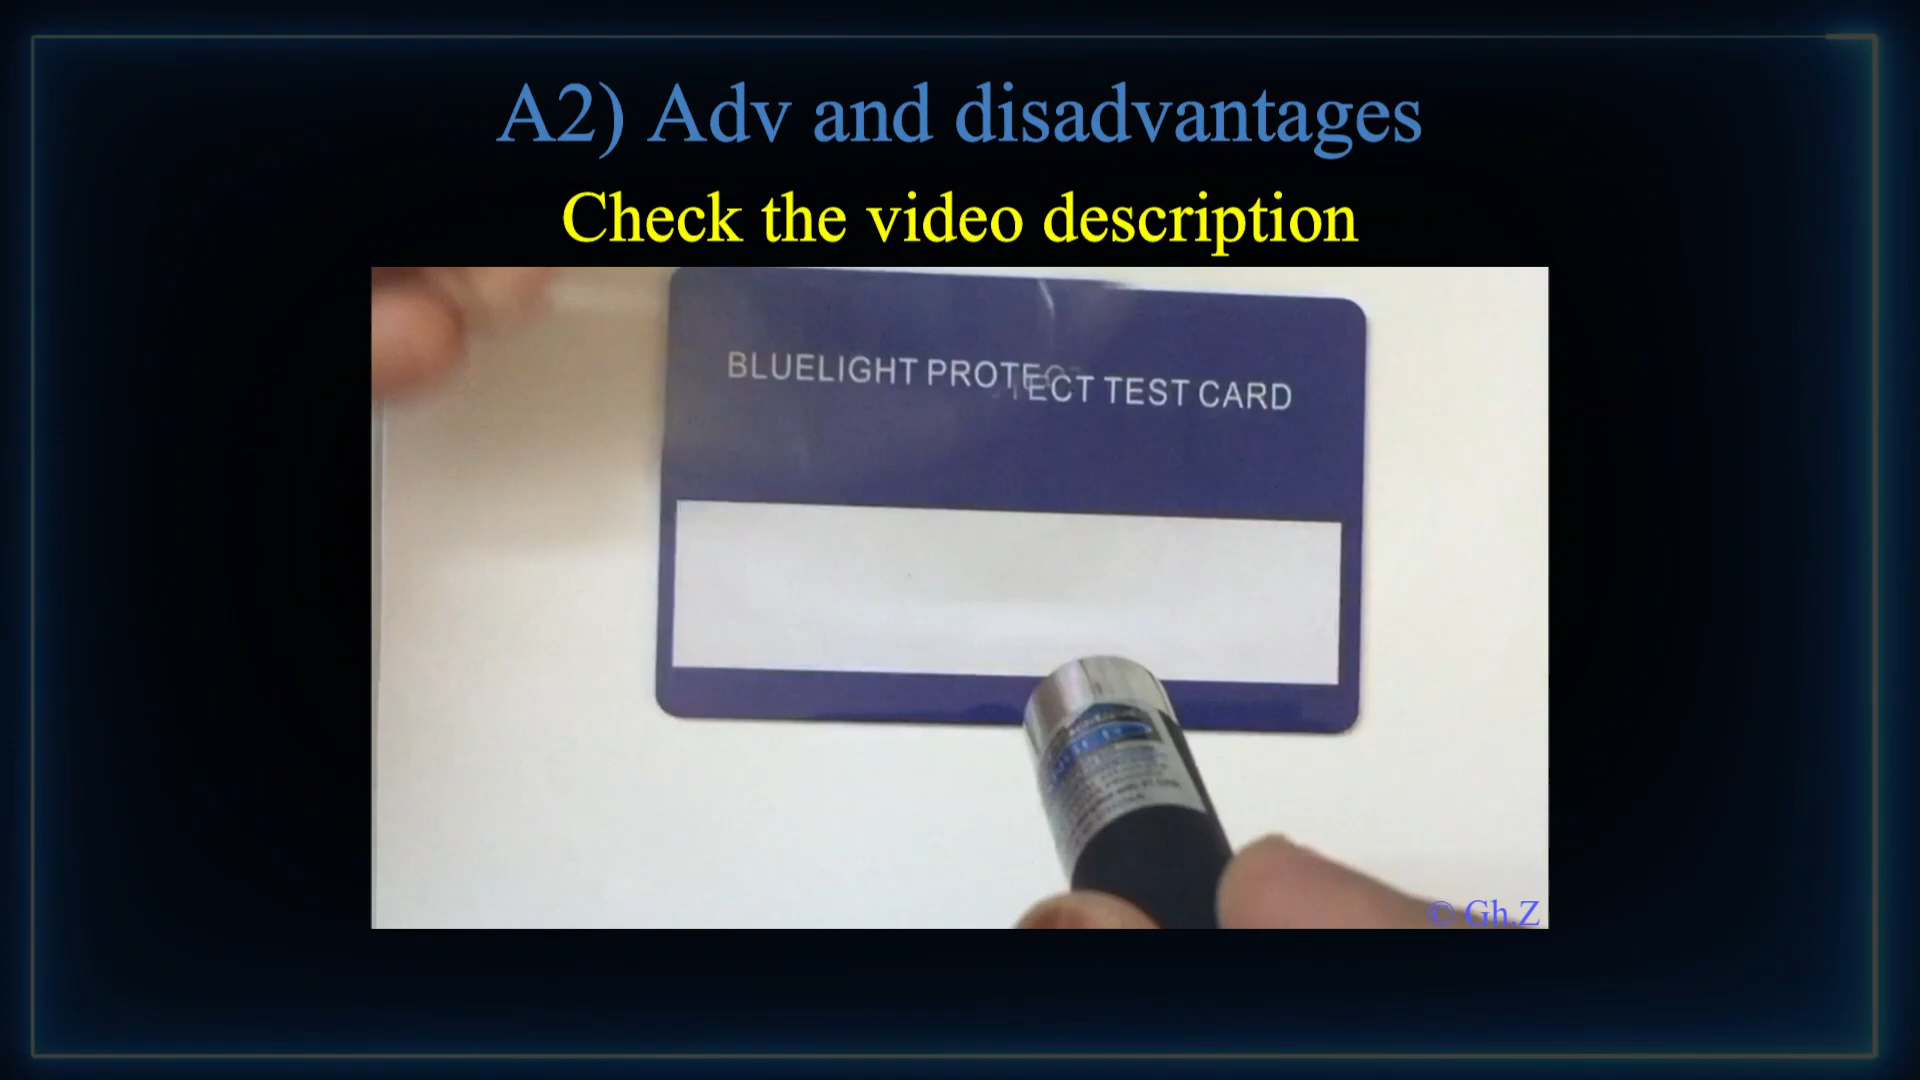 A2) Adv and disadvantages
Check the video description
BLUELIGHT PROTECT TEST CARD
© Gh.Z